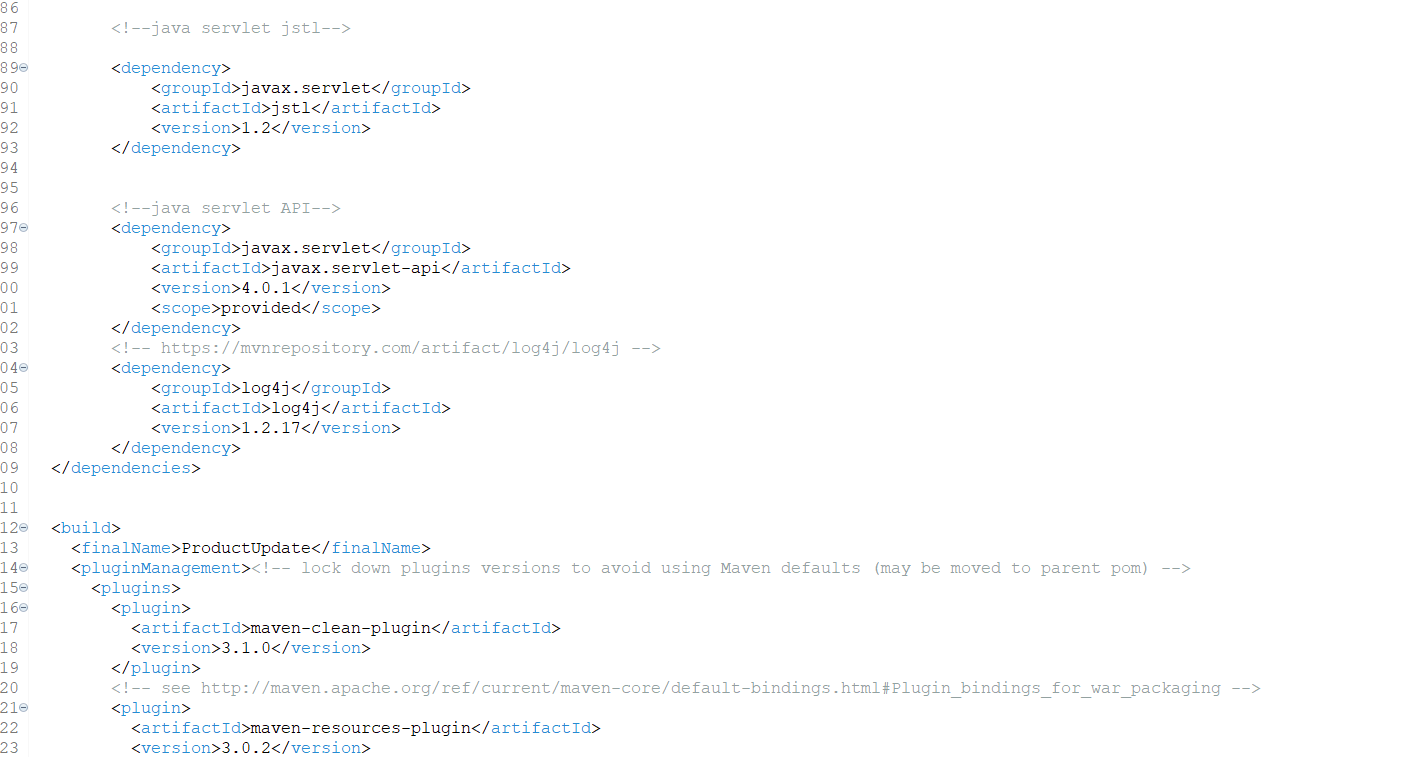 86
87 <!--java servlet jstl-->
88
89 <dependency>
90 <groupId>javax.servlet</groupId>
91 <artifactId>jstl</artifactId>
92 <version>1.2</version>
93 </dependency>
94
95
96 <!--java servlet API-->
97 <dependency>
98 <groupId>javax.servlet</groupId>
99 <artifactId>javax.servlet-api</artifactId>
00 <version>4.0.1</version>
01 <scope>provided</scope>
02 </dependency>
03 <!-- https://mvnrepository.com/artifact/log4j/log4j -->
04 <dependency>
05 <groupId>log4j</groupId>
06 <artifactId>log4j</artifactId>
07 <version>1.2.17</version>
08 </dependency>
09 </dependencies>
10
11
12 <build>
13 <finalName>ProductUpdate</finalName>
14 <pluginManagement><!-- lock down plugins versions to avoid using Maven defaults (may be moved to parent pom) -->
15 <plugins>
16 <plugin>
17 <artifactId>maven-clean-plugin</artifactId>
18 <version>3.1.0</version>
19 </plugin>
20 <!-- see http://maven.apache.org/ref/current/maven-core/default-bindings.html#Plugin_bindings_for_war_packaging -->
21 <plugin>
22 <artifactId>maven-resources-plugin</artifactId>
23 <version>3.0.2</version>